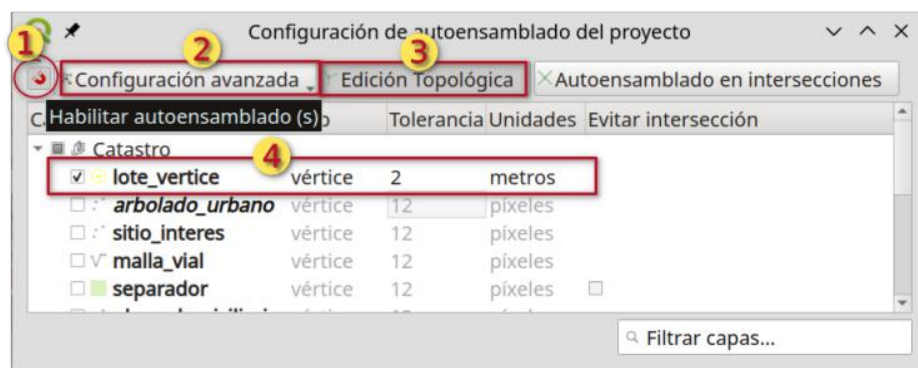 Configuración de autoensamblado del proyecto
1
2
3
Configuración avanzada Edición Topológica Autoensamblado en intersecciones
Habilitar autoensamblado (s) Tolerancia Unidades Evitar intersección
Catastro
4
lote_vertice vértice 2 metros
arbolado_urbano vértice 12 píxeles
sitio_interes vértice 12 píxeles
malla_vial vértice 12 píxeles
separador vértice 12 píxeles
Filtrar capas...